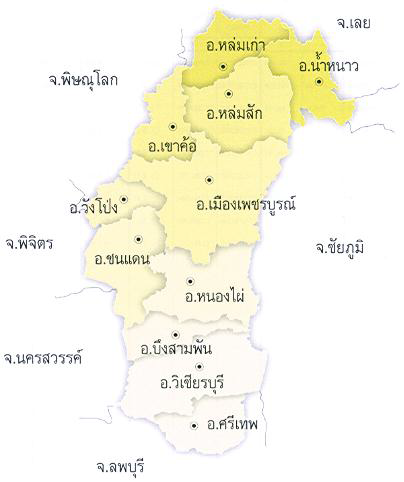 จ.เลย
อ.หล่มเก่า
อ.น้ำหนาว
จ.พิษณุโลก
อ.หล่มสัก
อ.เขาค้อ
อ.วังโป่ง
อ.เมืองเพชรบูรณ์
จ.พิจิตร
จ.ชัยภูมิ
อ.ชนแดน
อ.หนองไผ่
อ.บึงสามพัน
จ.นครสวรรค์
อ.วิเชียรบุรี
อ.ศรีเทพ
จ.ลพบุรี